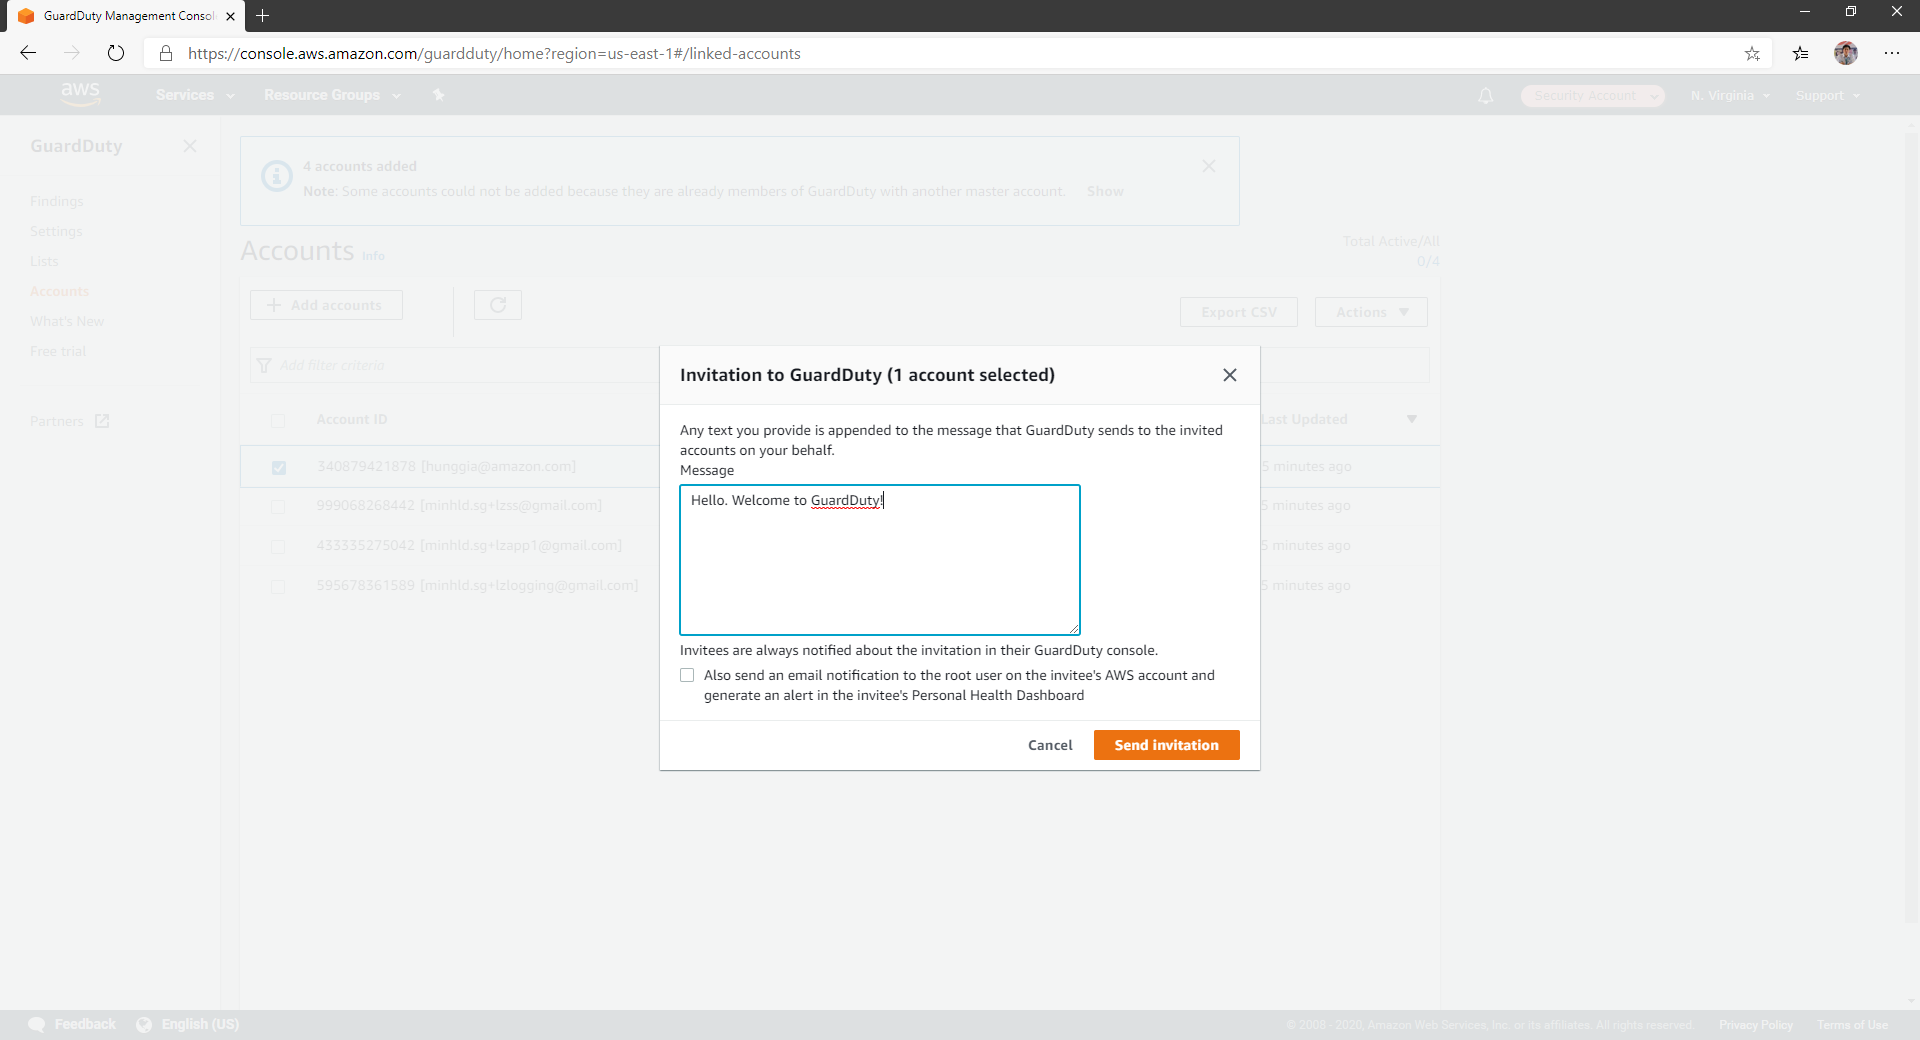 GuardDuty Management Consol
https://console.aws.amazon.com/guardduty/home?region=us-east-1#/linked-accounts
aws Services Resource Groups Security Account N. Virginia Support
GuardDuty
Findings
Settings
Lists
Accounts
What's New
Free trial
Partners
4 accounts added
Note: Some accounts could not be added because they are already members of GuardDuty with another master account. Show
Accounts Info
Total Active/All
0/4
Add accounts
Export CSV
Actions
Add filter criteria
Account ID
Last Updated
340879421878 [hunggia@amazon.com]
5 minutes ago
999068268442 [minhld.sg+lzss@gmail.com]
5 minutes ago
433335275042 [minhld.sg+lzapp1@gmail.com]
5 minutes ago
595678361589 [minhld.sg+lzlogging@gmail.com]
5 minutes ago
Invitation to GuardDuty (1 account selected)
Any text you provide is appended to the message that GuardDuty sends to the invited
accounts on your behalf.
Message
Hello. Welcome to GuardDuty!
Invitees are always notified about the invitation in their GuardDuty console.
Also send an email notification to the root user on the invitee's AWS account and
generate an alert in the invitee's Personal Health Dashboard
Cancel
Send invitation
Feedback English (US)
© 2008 - 2020, Amazon Web Services, Inc. or its affiliates. All rights reserved. Privacy Policy Terms of Use